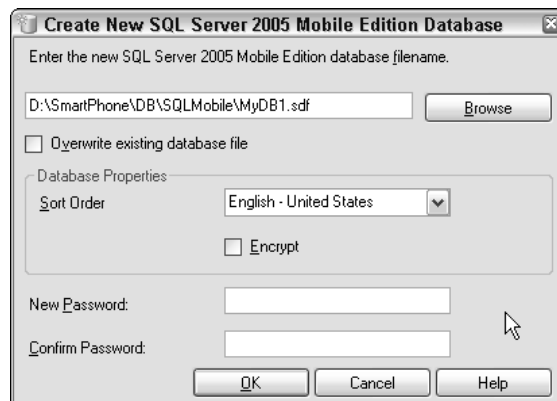 Create New SQL Server 2005 Mobile Edition Database
Enter the new SQL Server 2005 Mobile Edition database filename.
D:\SmartPhone\DB\SQLMobile\MyDB1.sdf
Browse
Overwrite existing database file
Database Properties
Sort Order
English - United States
Encrypt
New Password:
Confirm Password:
OK
Cancel
Help